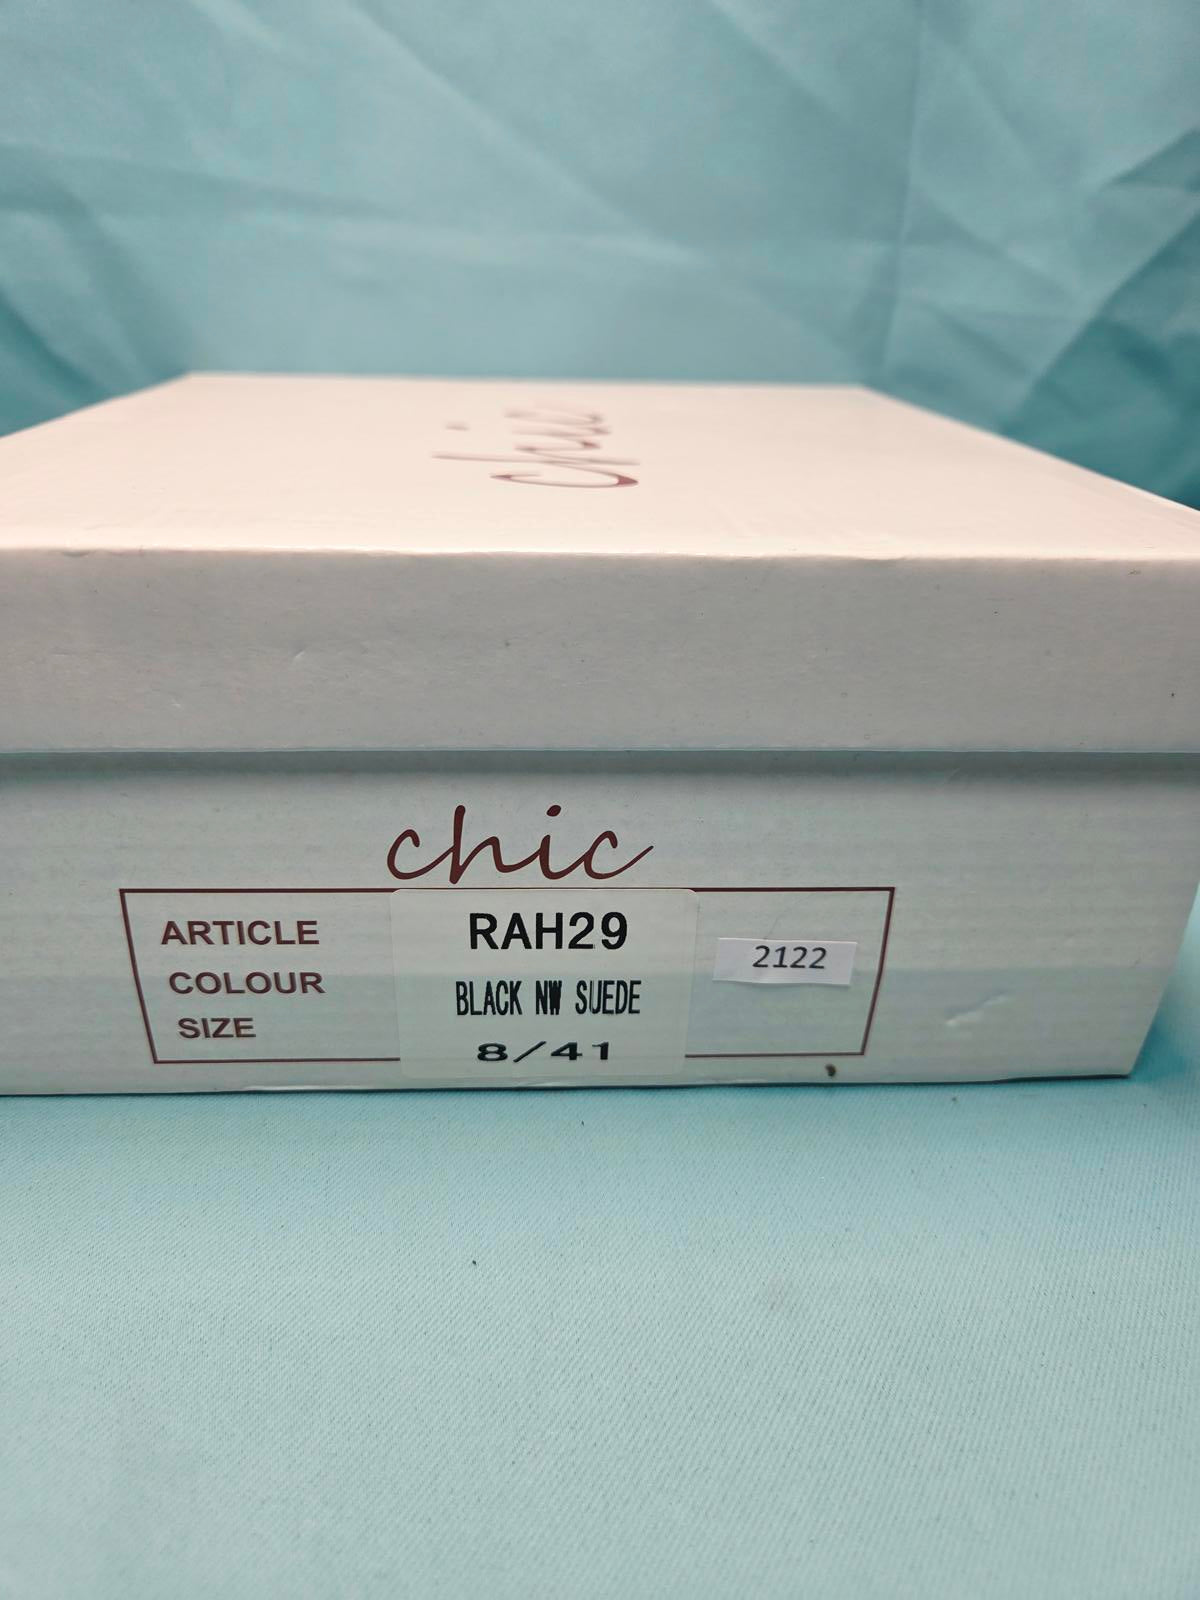 chic
chic
ARTICLE RAH29 2122
COLOUR BLACK NW SUEDE
SIZE 8/41